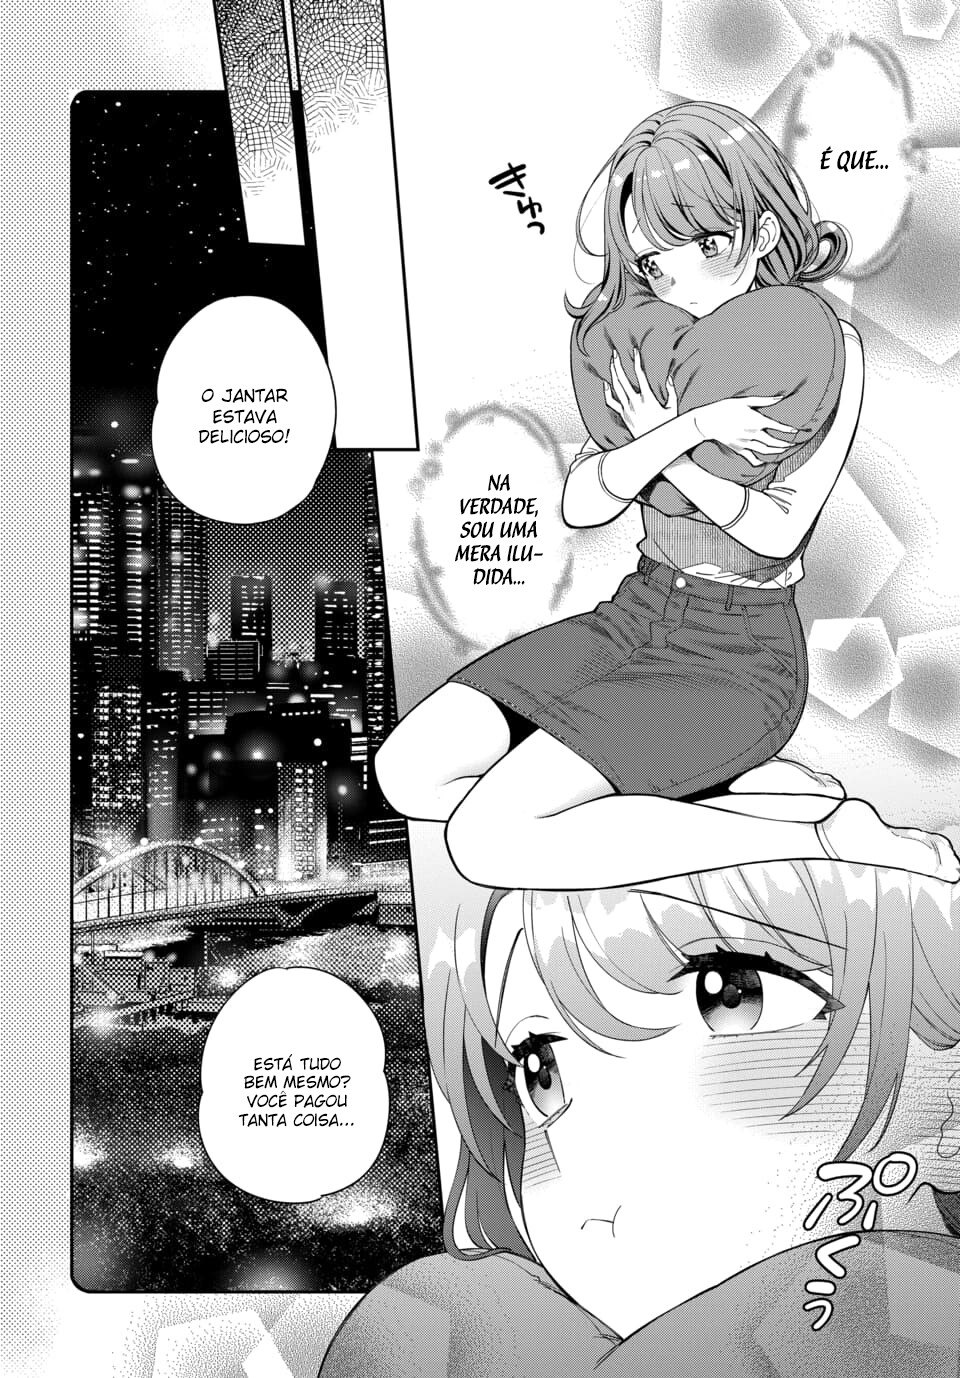 É QUE...
きゅっ
NA
VERDADE,
SOU UMA
MERA ILU-
DIDA...
ぷくぅ
O JANTAR
ESTAVA
DELICIOSO!
ESTÁ TUDO
BEM MESMO?
VOCÊ PAGOU
TANTA COISA...